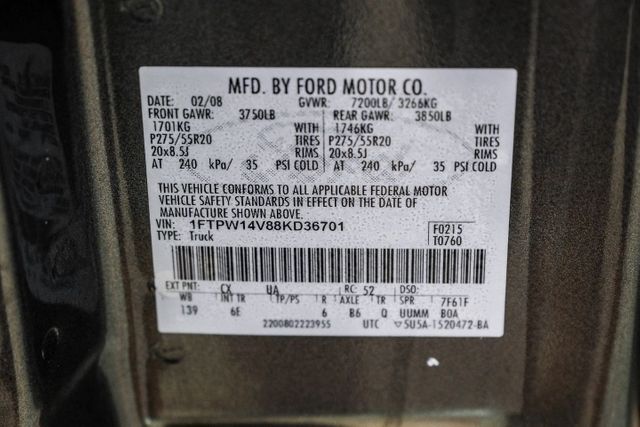 MFD. BY FORD MOTOR CO.
DATE: 02/08 GVWR: 7200LB/ 3266KG
FRONT GAWR: 3750LB REAR GAWR: 3850LB
1701KG WITH 1746KG WITH
P275/55R20 TIRES P275/55R20 TIRES
20x8.5J RIMS 20x8.5J RIMS
AT 240 kPa/ 35 PSI COLD AT 240 kPa/ 35 PSI COLD
THIS VEHICLE CONFORMS TO ALL APPLICABLE FEDERAL MOTOR
VEHICLE SAFETY STANDARDS IN EFFECT ON THE DATE OF
MANUFACTURE SHOWN ABOVE.
VIN: 1FTPW14V88KD36701 F0215
TYPE: Truck T0760
EXT PNT: CX UA RC: 52 DSO:
WB INT TR TP/PS R AXLE TR SPR 7F61F
139 6E 6 B6 Q UUMM BOA
2200802223955 UTC 5U5A-1520472-BA